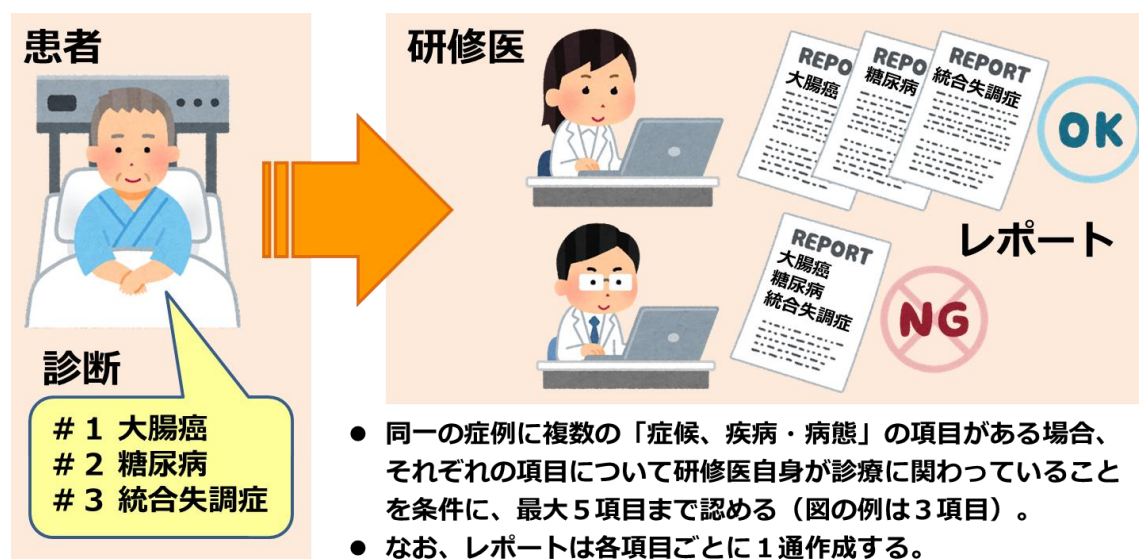 患者
診断
#1 大腸癌
#2 糖尿病
#3 統合失調症
研修医
REPO
大腸癌
REPO
糖尿病
REPORT
統合失調症
OK
レポート
REPORT
大腸癌
糖尿病
統合失調症
NG
● 同一の症例に複数の「症候、疾病・病態」の項目がある場合、
それぞれの項目について研修医自身が診療に関わっていること
を条件に、最大5項目まで認める（図の例は3項目）。
● なお、レポートは各項目ごとに1通作成する。